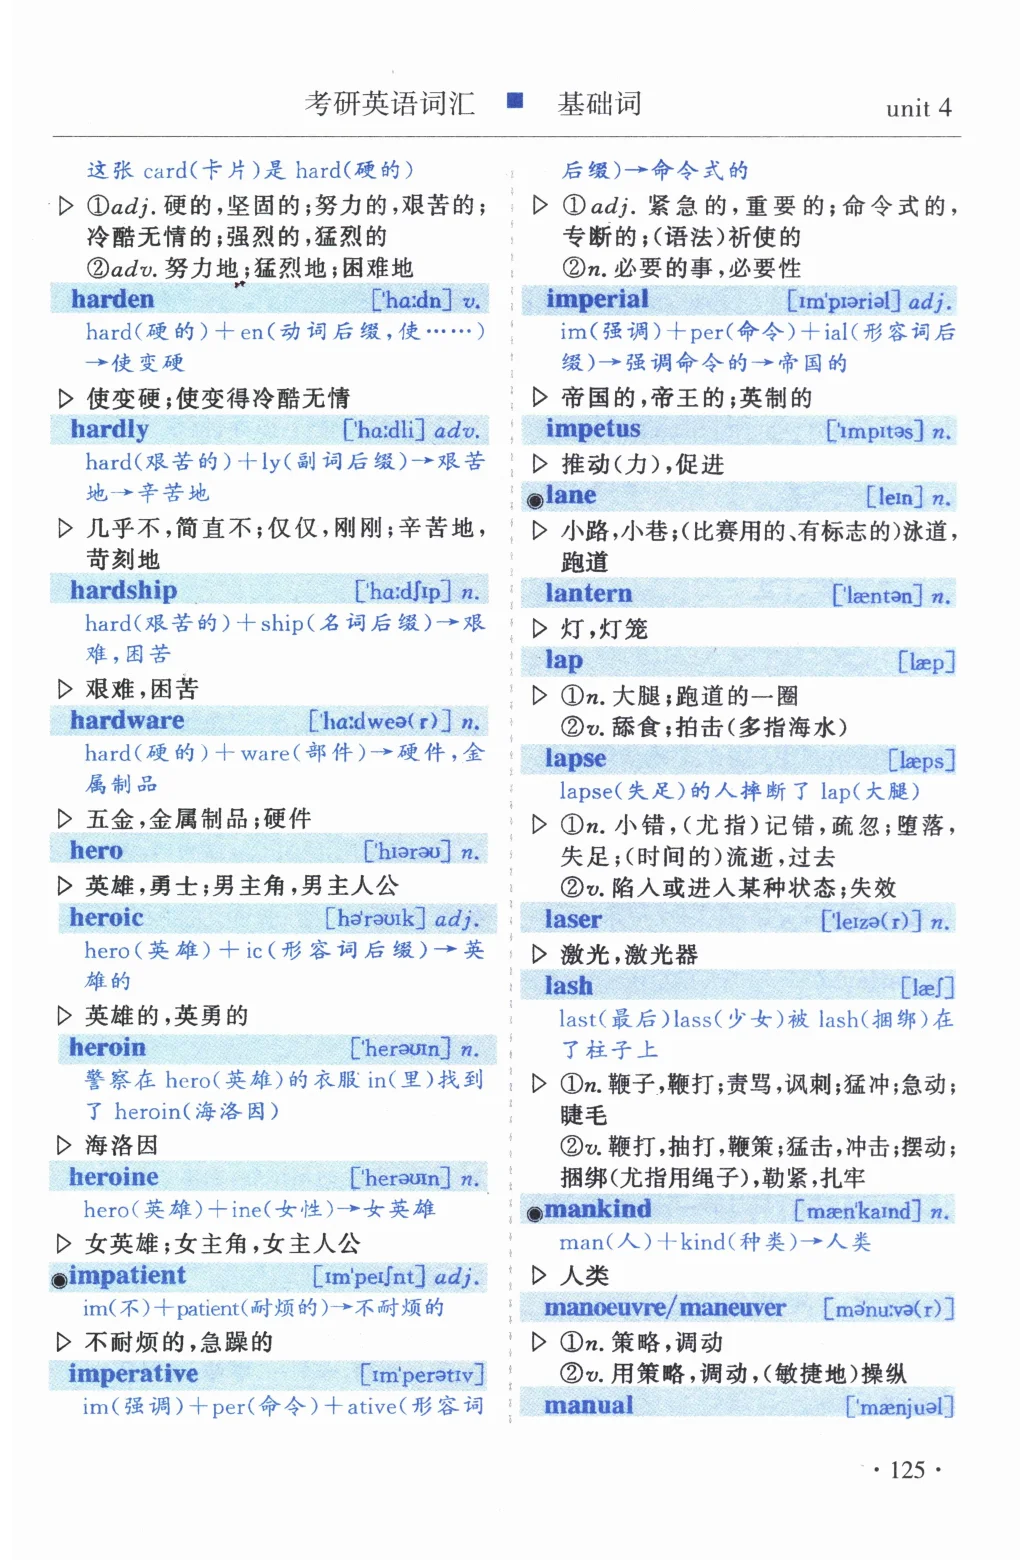 考研英语词汇 ■ 基础词 unit 4
这张 card(卡片)是 hard(硬的)
▷ ①adj. 硬的,坚固的;努力的,艰苦的;
冷酷无情的;强烈的,猛烈的
②adv. 努力地;猛烈地;困难地
harden ['hɑːdn] v.
hard(硬的)+en(动词后缀,使……)
→使变硬
▷ 使变硬;使变得冷酷无情
hardly ['hɑːdli] adv.
hard(艰苦的)+ly(副词后缀)→艰苦
地→辛苦地
▷ 几乎不,简直不;仅仅,刚刚;辛苦地,
苛刻地
hardship ['hɑːdʃɪp] n.
hard(艰苦的)+ship(名词后缀)→艰
难,困苦
▷ 艰难,困苦
hardware ['hɑːdweə(r)] n.
hard(硬的)+ware(部件)→硬件,金
属制品
▷ 五金,金属制品;硬件
hero ['hɪərəʊ] n.
▷ 英雄,勇士;男主角,男主人公
heroic [hə'rəʊɪk] adj.
hero(英雄)+ic(形容词后缀)→英
雄的
▷ 英雄的,英勇的
heroin ['herəʊɪn] n.
警察在 hero(英雄)的衣服 in(里)找到
了 heroin(海洛因)
▷ 海洛因
heroine ['herəʊɪn] n.
hero(英雄)+ine(女性)→女英雄
▷ 女英雄;女主角,女主人公
◉impatient [ɪm'peɪʃnt] adj.
im(不)+patient(耐烦的)→不耐烦的
▷ 不耐烦的,急躁的
imperative [ɪm'perətɪv]
im(强调)+per(命令)+ative(形容词
后缀)→命令式的
▷ ①adj. 紧急的,重要的;命令式的,
专断的;(语法)祈使的
②n. 必要的事,必要性
imperial [ɪm'pɪəriəl] adj.
im(强调)+per(命令)+ial(形容词后
缀)→强调命令的→帝国的
▷ 帝国的,帝王的;英制的
impetus ['ɪmpɪtəs] n.
▷ 推动(力),促进
◉lane [leɪn] n.
▷ 小路,小巷;(比赛用的、有标志的)泳道,
跑道
lantern ['læntən] n.
▷ 灯,灯笼
lap [læp]
▷ ①n. 大腿;跑道的一圈
②v. 舔食;拍击(多指海水)
lapse [læps]
lapse(失足)的人摔断了 lap(大腿)
▷ ①n. 小错,(尤指)记错,疏忽;堕落,
失足;(时间的)流逝,过去
②v. 陷入或进入某种状态;失效
laser ['leɪzə(r)] n.
▷ 激光,激光器
lash [læʃ]
last(最后)lass(少女)被 lash(捆绑)在
了柱子上
▷ ①n. 鞭子,鞭打;责骂,讽刺;猛冲;急动;
睫毛
②v. 鞭打,抽打,鞭策;猛击,冲击;摆动;
捆绑(尤指用绳子),勒紧,扎牢
◉mankind [mæn'kaɪnd] n.
man(人)+kind(种类)→人类
▷ 人类
manoeuvre/maneuver [mə'nuːvə(r)]
▷ ①n. 策略,调动
②v. 用策略,调动,(敏捷地)操纵
manual ['mænjuəl]
· 125 ·